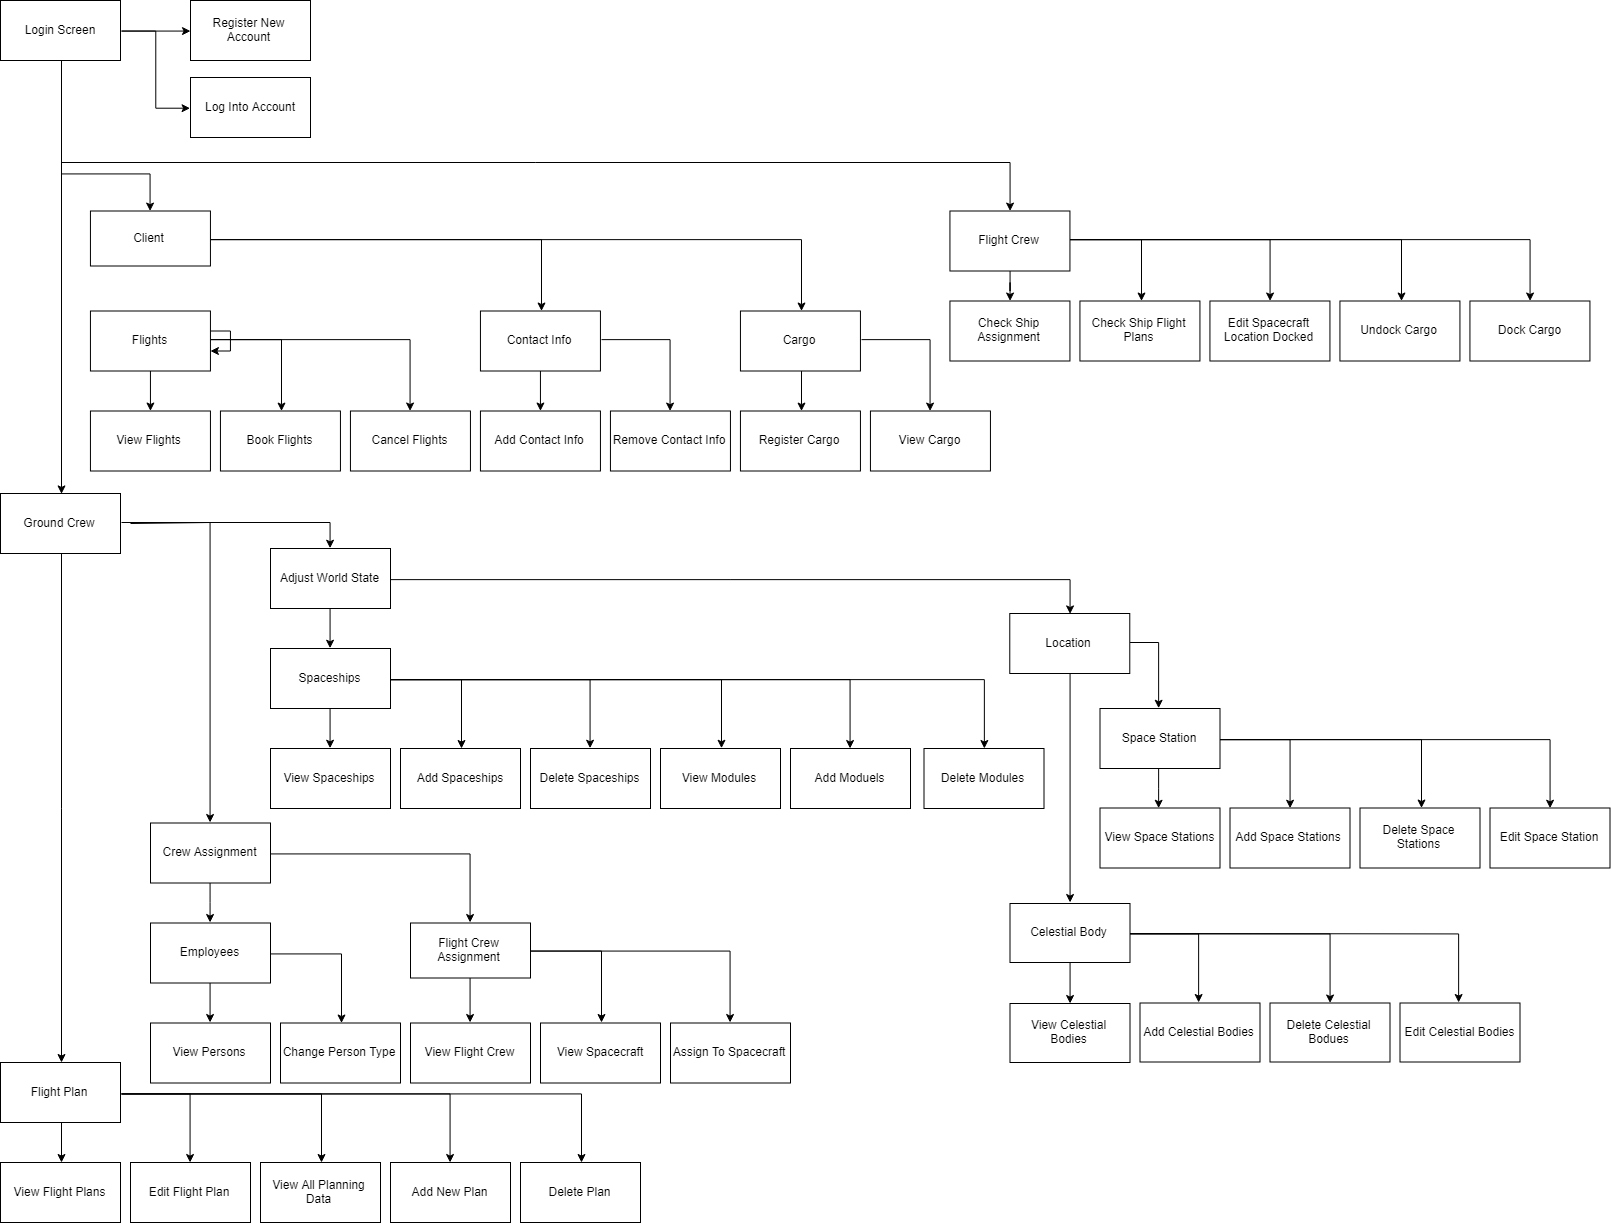 Login Screen
Register New
Account
Log Into Account
Client
Flight Crew
Flights
Contact Info
Cargo
Check Ship
Assignment
Check Ship Flight
Plans
Edit Spacecraft
Location Docked
Undock Cargo
Dock Cargo
View Flights
Book Flights
Cancel Flights
Add Contact Info
Remove Contact Info
Register Cargo
View Cargo
Ground Crew
Adjust World State
Location
Spaceships
Space Station
View Spaceships
Add Spaceships
Delete Spaceships
View Modules
Add Moduels
Delete Modules
View Space Stations
Add Space Stations
Delete Space
Stations
Edit Space Station
Crew Assignment
Employees
Flight Crew
Assignment
Celestial Body
View Persons
Change Person Type
View Flight Crew
View Spacecraft
Assign To Spacecraft
View Celestial
Bodies
Add Celestial Bodies
Delete Celestial
Bodues
Edit Celestial Bodies
Flight Plan
View Flight Plans
Edit Flight Plan
View All Planning
Data
Add New Plan
Delete Plan